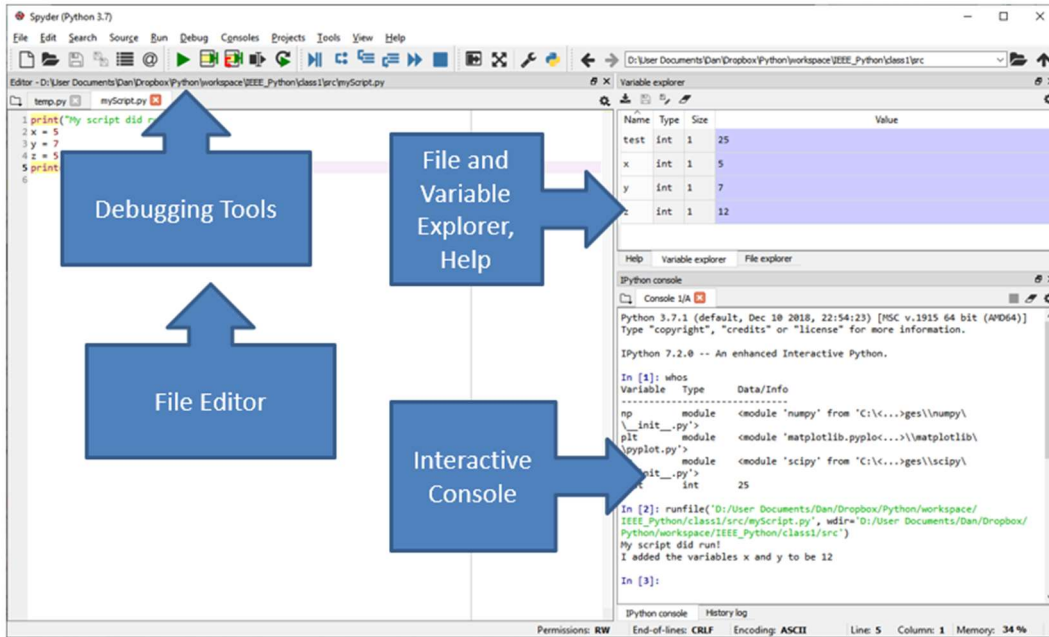 Spyder (Python 3.7)
File Edit Search Source Run Debug Consoles Projects Tools View Help
D:\User Documents\Dan\Dropbox\Python\workspace\IEEE_Python\class1\src
Editor - D:\User Documents\Dan\Dropbox\Python\workspace\IEEE_Python\class1\src\myScript.py
temp.py myScript.py
1 print("My script did r
2 x = 5
3 y = 7
4 z = 5
5 print
6
Debugging Tools
File Editor
File and
Variable
Explorer,
Help
Interactive
Console
Variable explorer
Name Type Size Value
test int 1 25
x int 1 5
y int 1 7
int 1 12
Help Variable explorer File explorer
IPython console
Console 1/A
Python 3.7.1 (default, Dec 10 2018, 22:54:23) [MSC v.1915 64 bit (AMD64)]
Type "copyright", "credits" or "license" for more information.
IPython 7.2.0 -- An enhanced Interactive Python.
In [1]: whos
Variable Type Data/Info
-------------------------------
np module <module 'numpy' from 'C:\<...>ges\\numpy\
\__init__.py'>
plt module <module 'matplotlib.pyplo<...>\\matplotlib\
\pyplot.py'>
module <module 'scipy' from 'C:\<...>ges\\scipy\
it__.py'>
int 25
In [2]: runfile('D:/User Documents/Dan/Dropbox/Python/workspace/
IEEE_Python/class1/src/myScript.py', wdir='D:/User Documents/Dan/Dropbox/
Python/workspace/IEEE_Python/class1/src')
My script did run!
I added the variables x and y to be 12
In [3]:
IPython console History log
Permissions: RW End-of-lines: CRLF Encoding: ASCII Line: 5 Column: 1 Memory: 34 %